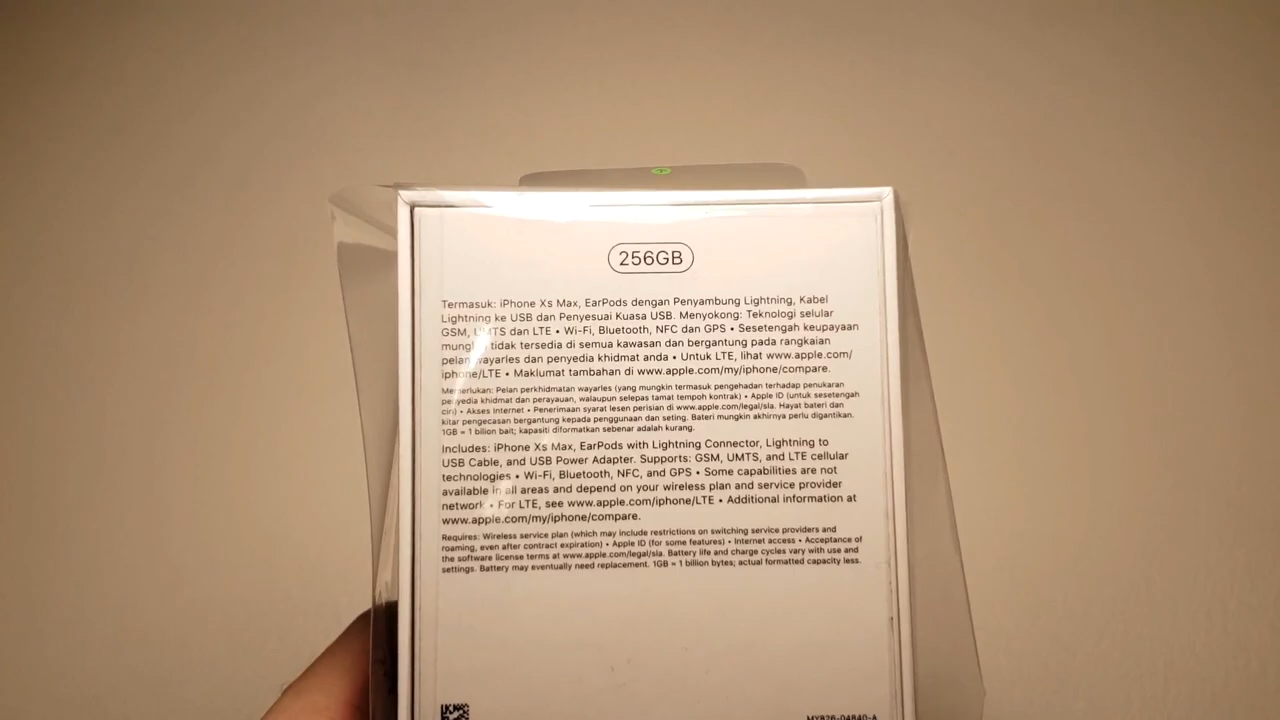 256GB
Termasuk: iPhone Xs Max, EarPods dengan Penyambung Lightning, Kabel
Lightning ke USB dan Penyesuai Kuasa USB. Menyokong: Teknologi selular
GSM, UMTS dan LTE • Wi-Fi, Bluetooth, NFC dan GPS • Sesetengah keupayaan
tidak tersedia di semua kawasan dan bergantung pada rangkaian
pelan wayarles dan penyedia khidmat anda • Untuk LTE, lihat www.apple.com/
iphone/LTE • Maklumat tambahan di www.apple.com/my/iphone/compare.
Memerlukan: Pelan perkhidmatan wayarles (yang mungkin termasuk pengehadan terhadap penukaran
penyedia khidmat dan perayauan, walaupun selepas tamat tempoh kontrak) • Apple ID (untuk sesetengah
ciri) • Akses Internet • Penerimaan syarat lesen perisian di www.apple.com/legal/sla. Hayat bateri dan
kitar pengecasan bergantung kepada penggunaan dan seting. Bateri mungkin akhirnya perlu digantikan.
1GB = 1 bilion bait; kapasiti diformatkan sebenar adalah kurang.
Includes: iPhone Xs Max, EarPods with Lightning Connector, Lightning to
USB Cable, and USB Power Adapter. Supports: GSM, UMTS, and LTE cellular
technologies • Wi-Fi, Bluetooth, NFC, and GPS • Some capabilities are not
available in all areas and depend on your wireless plan and service provider
network • For LTE, see www.apple.com/iphone/LTE • Additional information at
www.apple.com/my/iphone/compare.
Requires: Wireless service plan (which may include restrictions on switching service providers and
roaming, even after contract expiration) • Apple ID (for some features) • Internet access • Acceptance of
the software license terms at www.apple.com/legal/sla. Battery life and charge cycles vary with use and
settings. Battery may eventually need replacement. 1GB = 1 billion bytes; actual formatted capacity less.